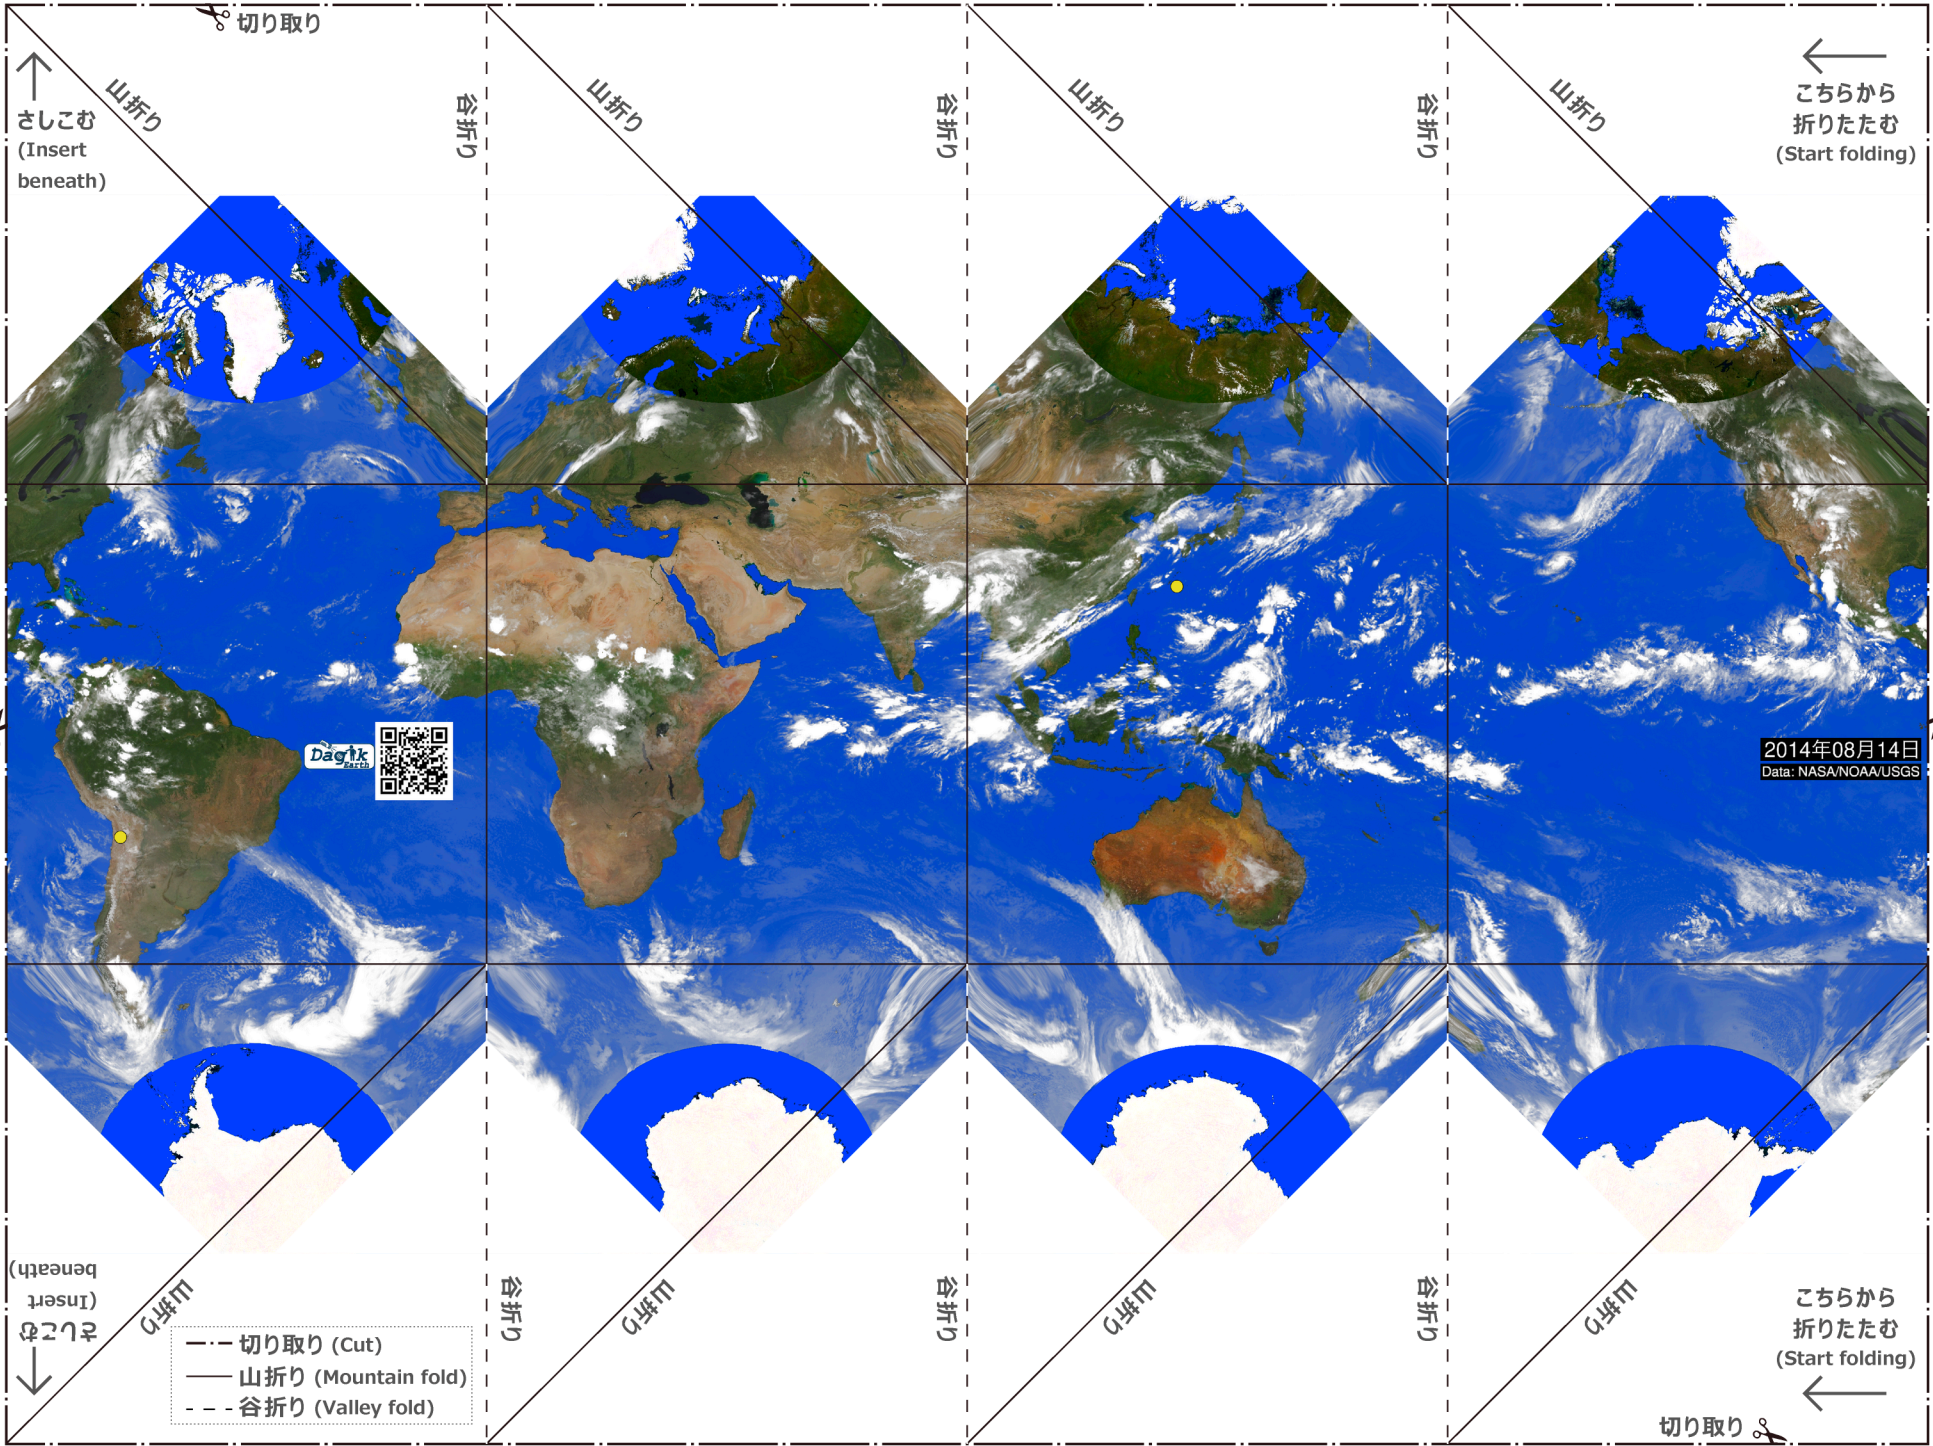 切り取り
山折り
谷折り
山折り
谷折り
山折り
谷折り
山折り
さしこむ
(Insert
beneath)
こちらから
折りたたむ
(Start folding)
Dagik
Earth
2014年08月14日
Data: NASA/NOAA/USGS
さしこむ
(Insert
beneath)
山折り
谷折り
山折り
谷折り
山折り
谷折り
山折り
こちらから
折りたたむ
(Start folding)
切り取り (Cut)
山折り (Mountain fold)
谷折り (Valley fold)
切り取り